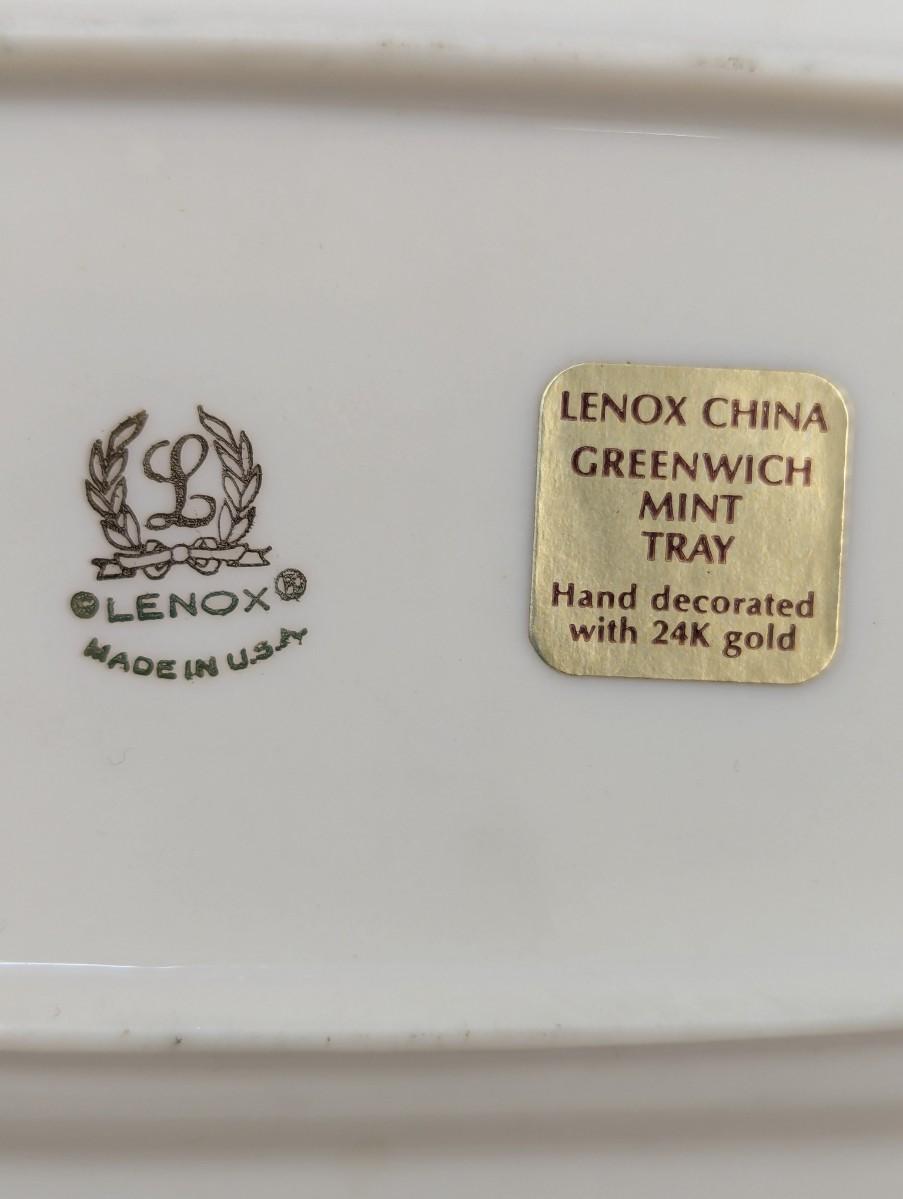 L
© LENOX ®
MADE IN U.S.A
LENOX CHINA
GREENWICH
MINT
TRAY
Hand decorated
with 24K gold